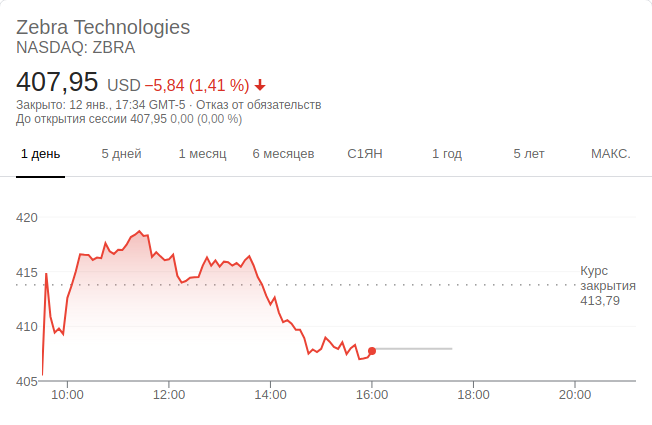 Zebra Technologies
NASDAQ: ZBRA
407,95 USD −5,84 (1,41 %)
Закрыто: 12 янв., 17:34 GMT-5 · Отказ от обязательств
До открытия сессии 407,95 0,00 (0,00 %)
1 день 5 дней 1 месяц 6 месяцев С1ЯН 1 год 5 лет МАКС.
420
415
410
405
Курс
закрытия
413,79
10:00 12:00 14:00 16:00 18:00 20:00